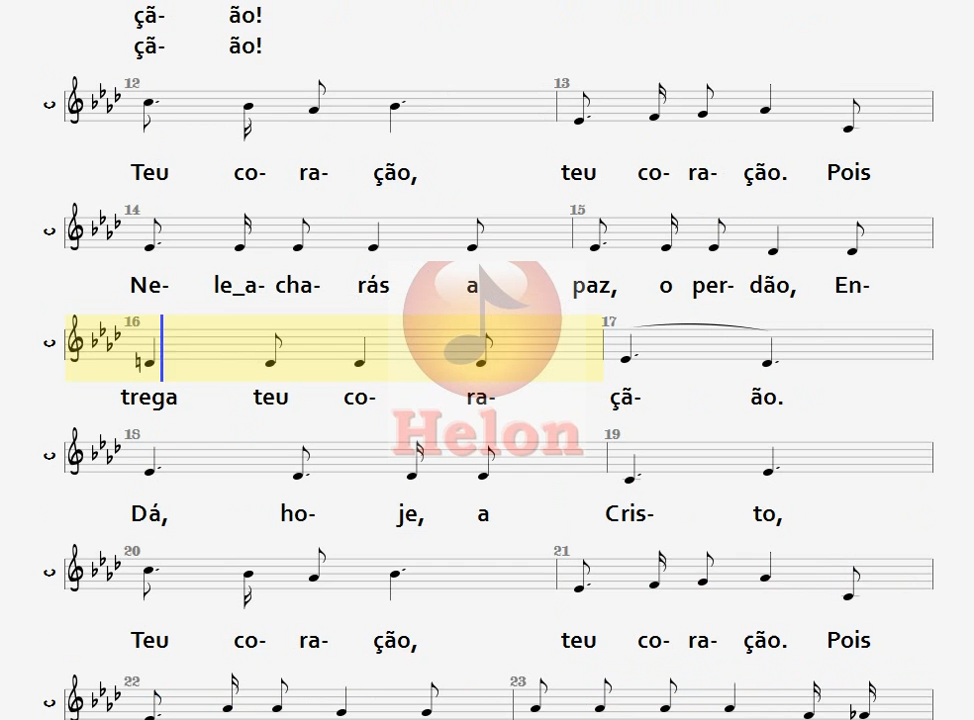 çã- ão!
çã- ão!
12 13
Teu co- ra- ção, teu co- ra- ção. Pois
14 15
Ne- le_a- cha- rás a paz, o per- dão, En-
16 17
trega teu co- ra- çã- ão.
Helon
18 19
Dá, ho- je, a Cris- to,
20 21
Teu co- ra- ção, teu co- ra- ção. Pois
22 23